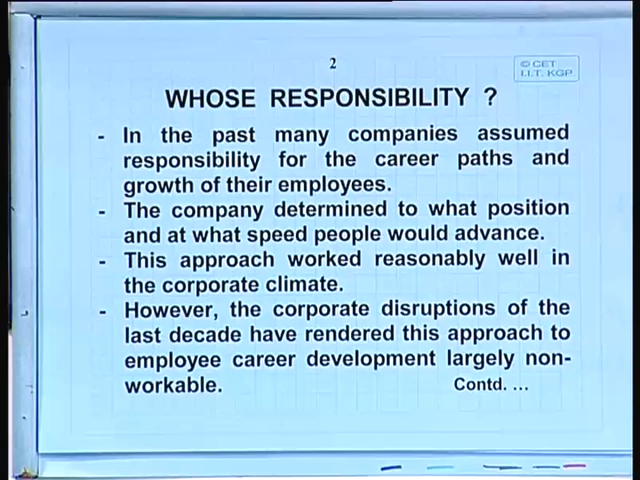 2
© CET
I.I.T. KGP
WHOSE RESPONSIBILITY ?
- In the past many companies assumed
responsibility for the career paths and
growth of their employees.
- The company determined to what position
and at what speed people would advance.
- This approach worked reasonably well in
the corporate climate.
- However, the corporate disruptions of the
last decade have rendered this approach to
employee career development largely non-
workable.
Contd. ...